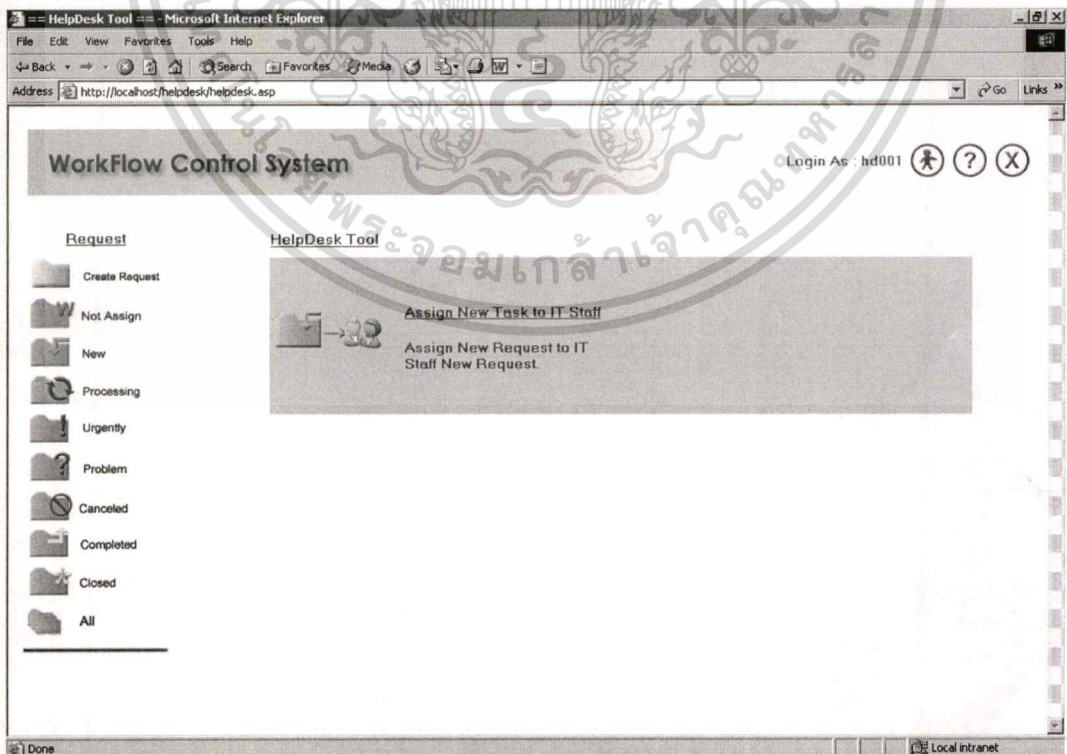 == HelpDesk Tool == - Microsoft Internet Explorer
File Edit View Favorites Tools Help
Back Search Favorites Media
Address http://localhost/helpdesk/helpdesk.asp Go Links »
WorkFlow Control System
Login As : hd001
Request
Create Request
Not Assign
New
Processing
Urgently
Problem
Canceled
Completed
Closed
All
HelpDesk Tool
Assign New Task to IT Staff
Assign New Request to IT
Staff New Request.
Done
Local intranet